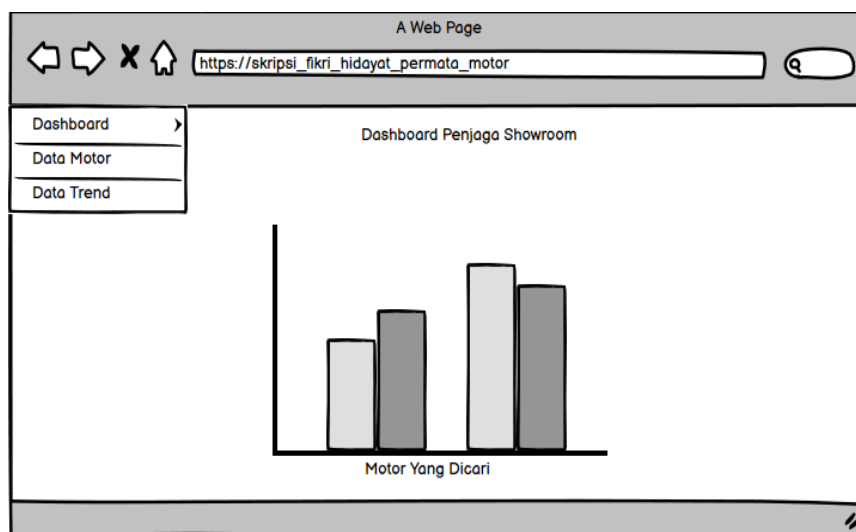 A Web Page
https://skripsi_fikri_hidayat_permata_motor
Dashboard
Data Motor
Data Trend
Dashboard Penjaga Showroom
Motor Yang Dicari